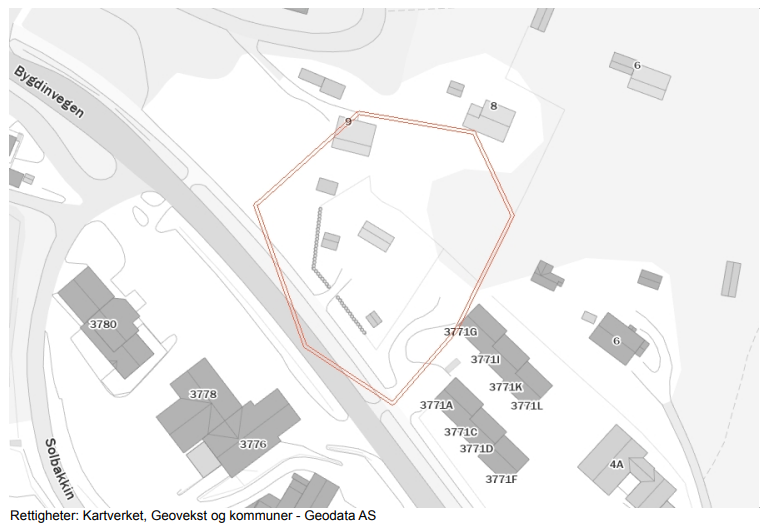 6
8
9
Bygdinvegen
3780
3771G
3771I
3771K
3771L
6
3778
3771A
3771C
3771D
3771F
3776
4A
Solbakkin
Rettigheter: Kartverket, Geovekst og kommuner - Geodata AS